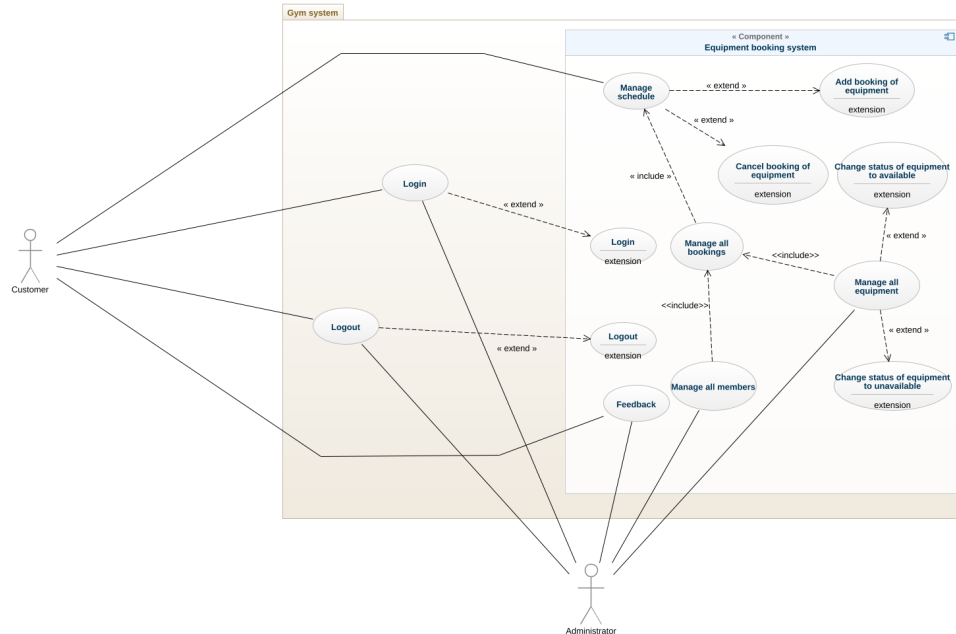 Gym system
« Component »
Equipment booking system
Manage
schedule
« extend »
Add booking of
equipment
extension
« extend »
Cancel booking of
equipment
extension
Change status of equipment
to available
extension
« include »
Login
« extend »
Login
extension
Manage all
bookings
« extend »
<<include>>
Manage all
equipment
Customer
Logout
« extend »
Logout
extension
<<include>>
« extend »
Change status of equipment
to unavailable
extension
Manage all members
Feedback
Administrator